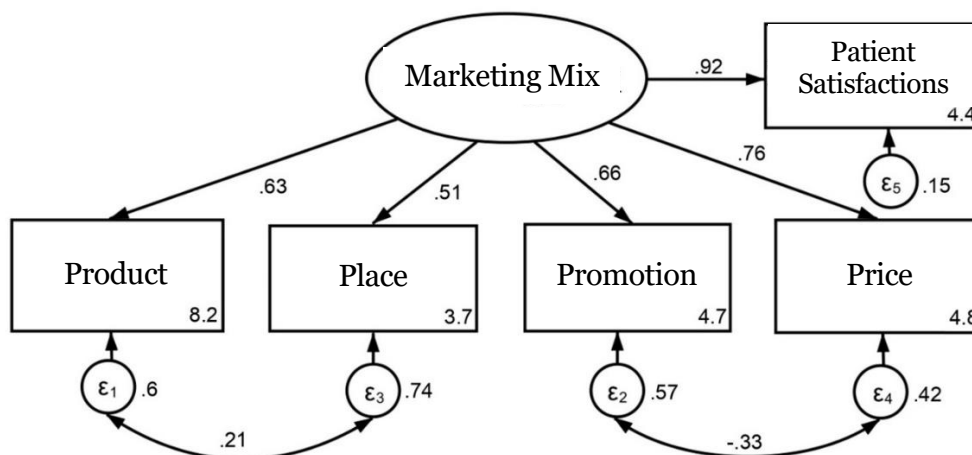 Marketing Mix
.92
Patient
Satisfactions
4.4
ε5
.15
.63
.51
.66
.76
Product
8.2
Place
3.7
Promotion
4.7
Price
4.8
ε1
.6
ε3
.74
ε2
.57
ε4
.42
.21
-.33